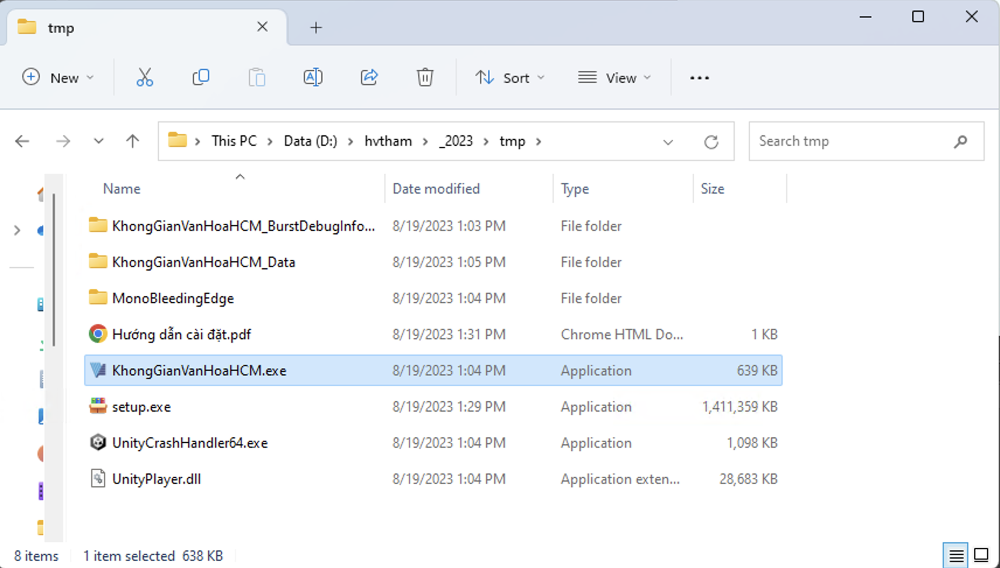 tmp
New
Sort
View
This PC > Data (D:) > hvtham > _2023 > tmp >
Search tmp
Name Date modified Type Size
KhongGianVanHoaHCM_BurstDebugInfo... 8/19/2023 1:03 PM File folder
KhongGianVanHoaHCM_Data 8/19/2023 1:05 PM File folder
MonoBleedingEdge 8/19/2023 1:04 PM File folder
Hướng dẫn cài đặt.pdf 8/19/2023 1:31 PM Chrome HTML Do... 1 KB
KhongGianVanHoaHCM.exe 8/19/2023 1:04 PM Application 639 KB
setup.exe 8/19/2023 1:29 PM Application 1,411,359 KB
UnityCrashHandler64.exe 8/19/2023 1:04 PM Application 1,098 KB
UnityPlayer.dll 8/19/2023 1:04 PM Application exten... 28,683 KB
8 items 1 item selected 638 KB